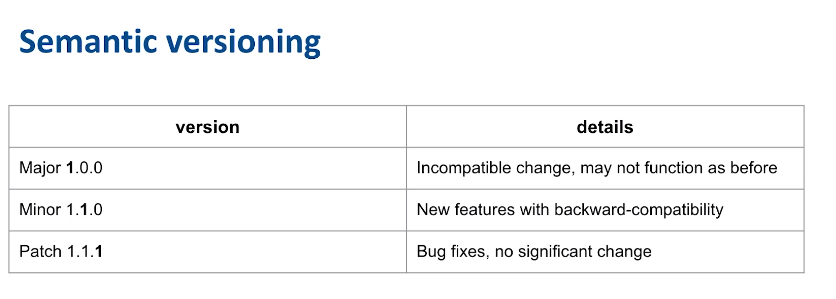 Semantic versioning
version details
Major 1.0.0 Incompatible change, may not function as before
Minor 1.1.0 New features with backward-compatibility
Patch 1.1.1 Bug fixes, no significant change